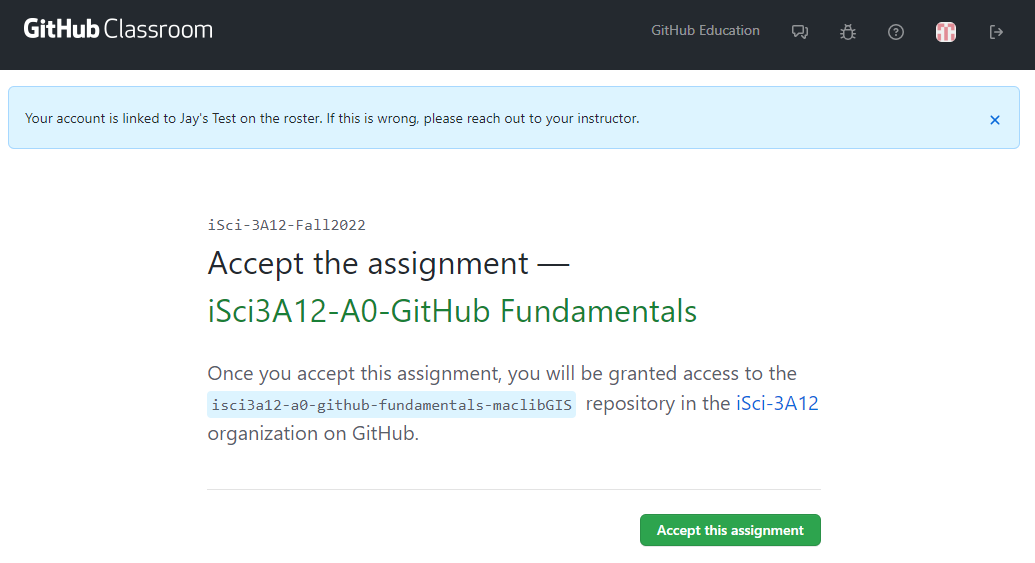 GitHub Classroom
GitHub Education
Your account is linked to Jay's Test on the roster. If this is wrong, please reach out to your instructor.
iSci-3A12-Fall2022
Accept the assignment —
iSci3A12-A0-GitHub Fundamentals
Once you accept this assignment, you will be granted access to the
isci3a12-a0-github-fundamentals-maclibGIS repository in the iSci-3A12
organization on GitHub.
Accept this assignment